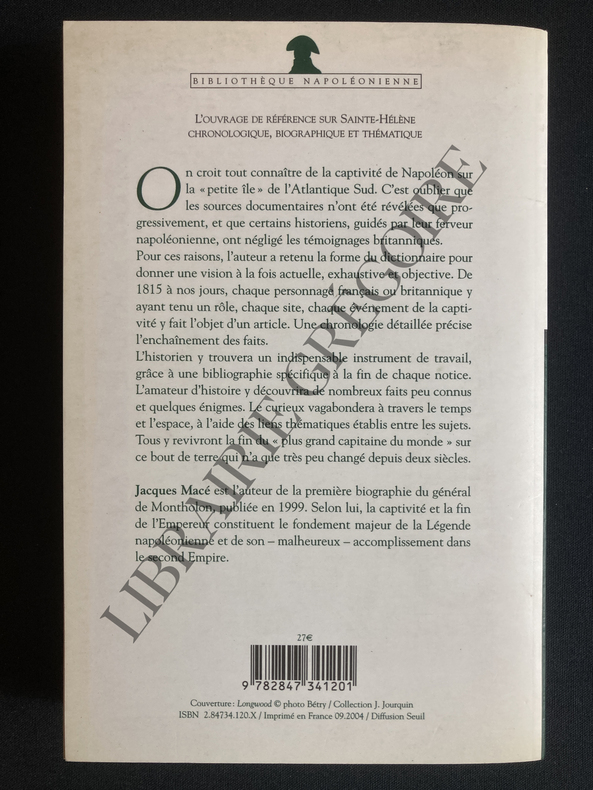 BIBLIOTHÈQUE NAPOLÉONIENNE
L'OUVRAGE DE RÉFÉRENCE SUR SAINTE-HÉLÈNE
CHRONOLOGIQUE, BIOGRAPHIQUE ET THÉMATIQUE
On croit tout connaître de la captivité de Napoléon sur
la « petite île » de l'Atlantique Sud. C'est oublier que
les sources documentaires n'ont été révélées que pro-
gressivement, et que certains historiens, guidés par leur ferveur
napoléonienne, ont négligé les témoignages britanniques.
Pour ces raisons, l'auteur a retenu la forme du dictionnaire pour
donner une vision à la fois actuelle, exhaustive et objective. De
1815 à nos jours, chaque personnage français ou britannique y
ayant tenu un rôle, chaque site, chaque événement de la capti-
vité y fait l'objet d'un article. Une chronologie détaillée précise
l'enchaînement des faits.
L'historien y trouvera un indispensable instrument de travail,
grâce à une bibliographie spécifique à la fin de chaque notice.
L'amateur d'histoire y découvrira de nombreux faits peu connus
et quelques énigmes. Le curieux vagabondera à travers le temps
et l'espace, à l'aide des liens thématiques établis entre les sujets.
Tous y revivront la fin du « plus grand capitaine du monde » sur
ce bout de terre qui n'a que très peu changé depuis deux siècles.
Jacques Macé est l'auteur de la première biographie du général
de Montholon, publiée en 1999. Selon lui, la captivité et la fin
de l'Empereur constituent le fondement majeur de la Légende
napoléonienne et de son – malheureux – accomplissement dans
le second Empire.
LIBRAIRIE GRÉGOIRE
27€
9 782847 341201
Couverture : Longwood © photo Bétry / Collection J. Jourquin
ISBN 2.84734.120.X / Imprimé en France 09.2004 / Diffusion Seuil